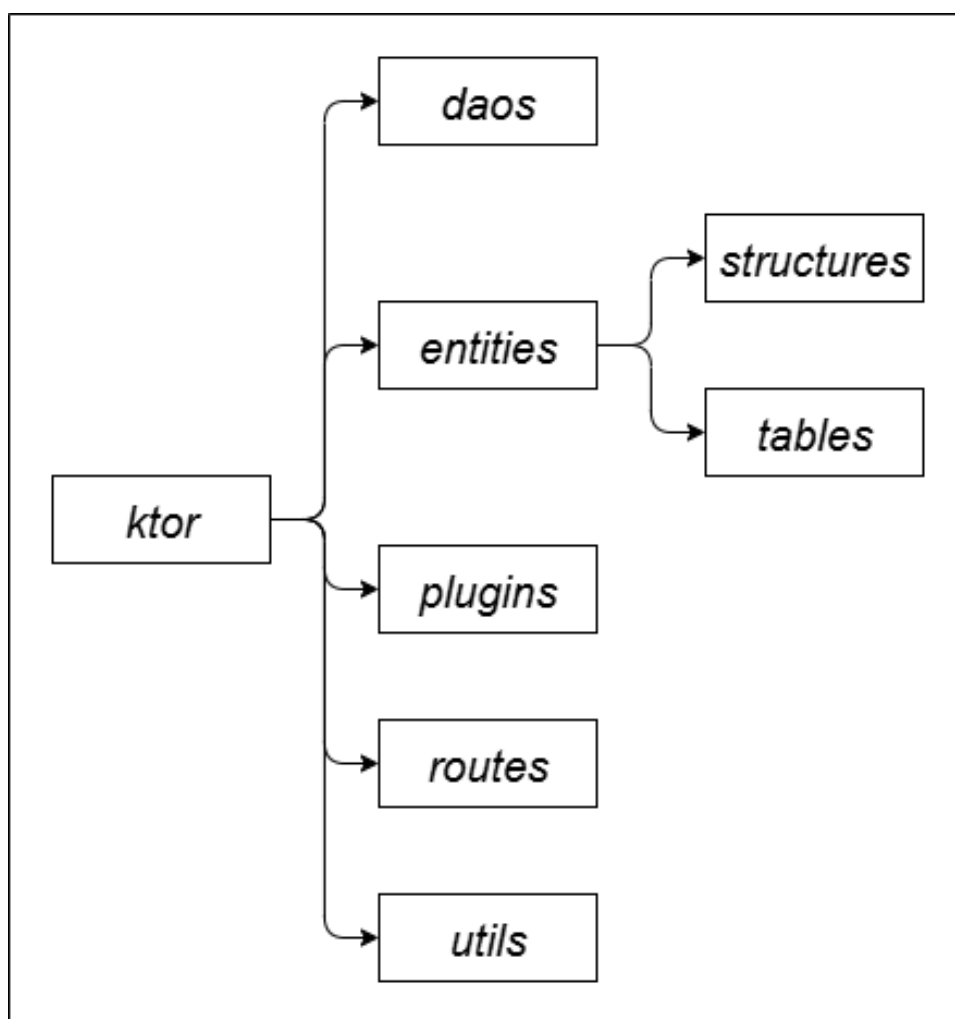 daos
structures
entities
tables
ktor
plugins
routes
utils